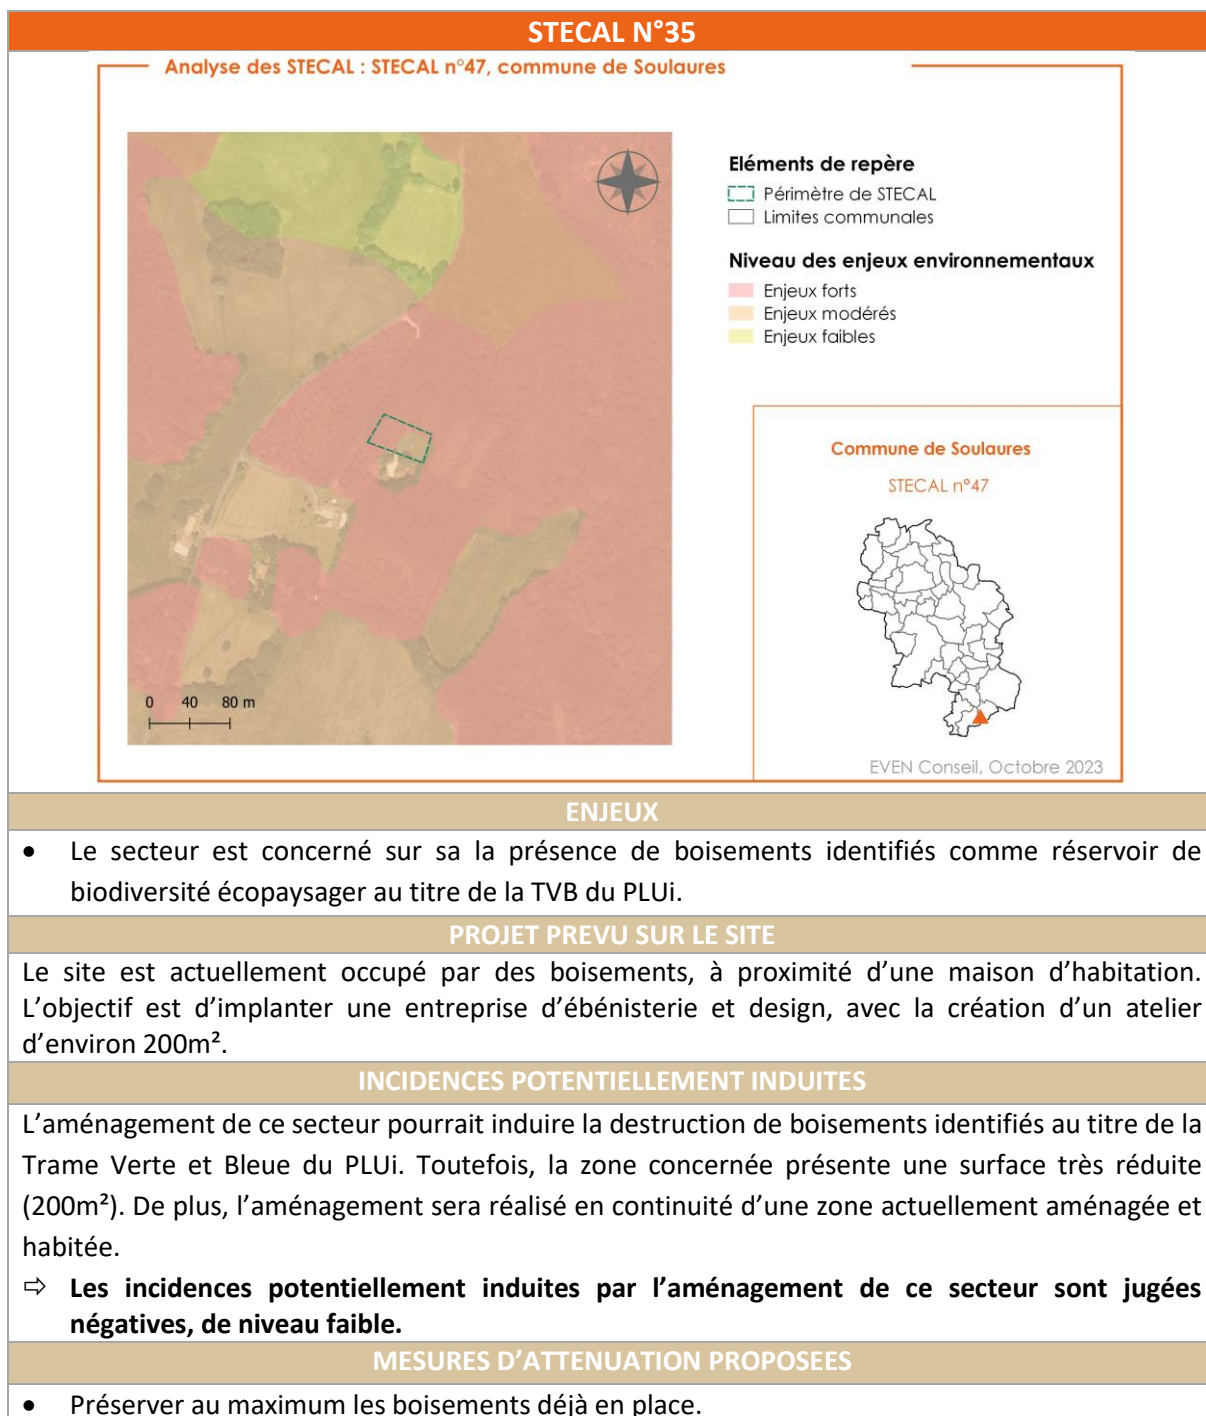 STECAL N°35
Analyse des STECAL : STECAL n°47, commune de Soulaures
Eléments de repère
Périmètre de STECAL
Limites communales
Niveau des enjeux environnementaux
Enjeux forts
Enjeux modérés
Enjeux faibles
0 40 80 m
Commune de Soulaures
STECAL n°47
EVEN Conseil, Octobre 2023
ENJEUX
• Le secteur est concerné sur sa la présence de boisements identifiés comme réservoir de
biodiversité écopaysager au titre de la TVB du PLUi.
PROJET PREVU SUR LE SITE
Le site est actuellement occupé par des boisements, à proximité d’une maison d’habitation.
L’objectif est d’implanter une entreprise d’ébénisterie et design, avec la création d’un atelier
d’environ 200m².
INCIDENCES POTENTIELLEMENT INDUITES
L’aménagement de ce secteur pourrait induire la destruction de boisements identifiés au titre de la
Trame Verte et Bleue du PLUi. Toutefois, la zone concernée présente une surface très réduite
(200m²). De plus, l’aménagement sera réalisé en continuité d’une zone actuellement aménagée et
habitée.
⇨ Les incidences potentiellement induites par l’aménagement de ce secteur sont jugées
négatives, de niveau faible.
MESURES D’ATTENUATION PROPOSEES
• Préserver au maximum les boisements déjà en place.